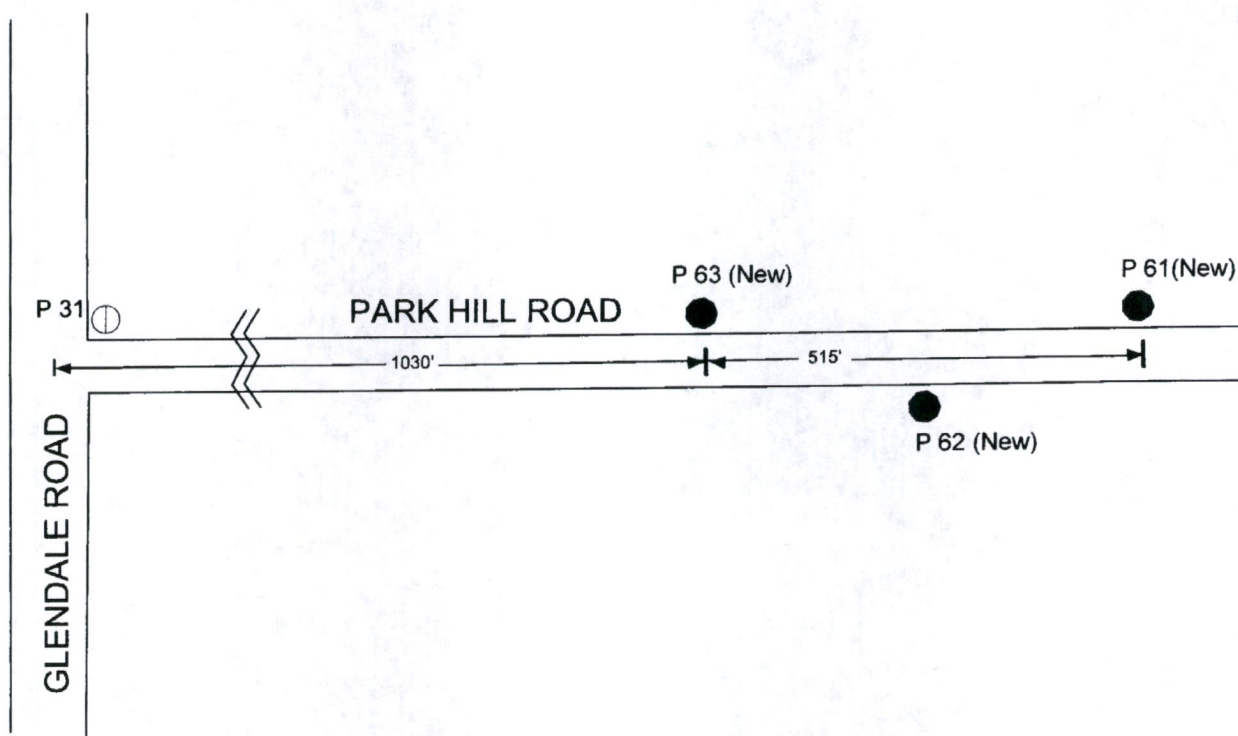 P 63 (New)
P 61(New)
P 31
PARK HILL ROAD
1030'
515'
P 62 (New)
GLENDALE ROAD